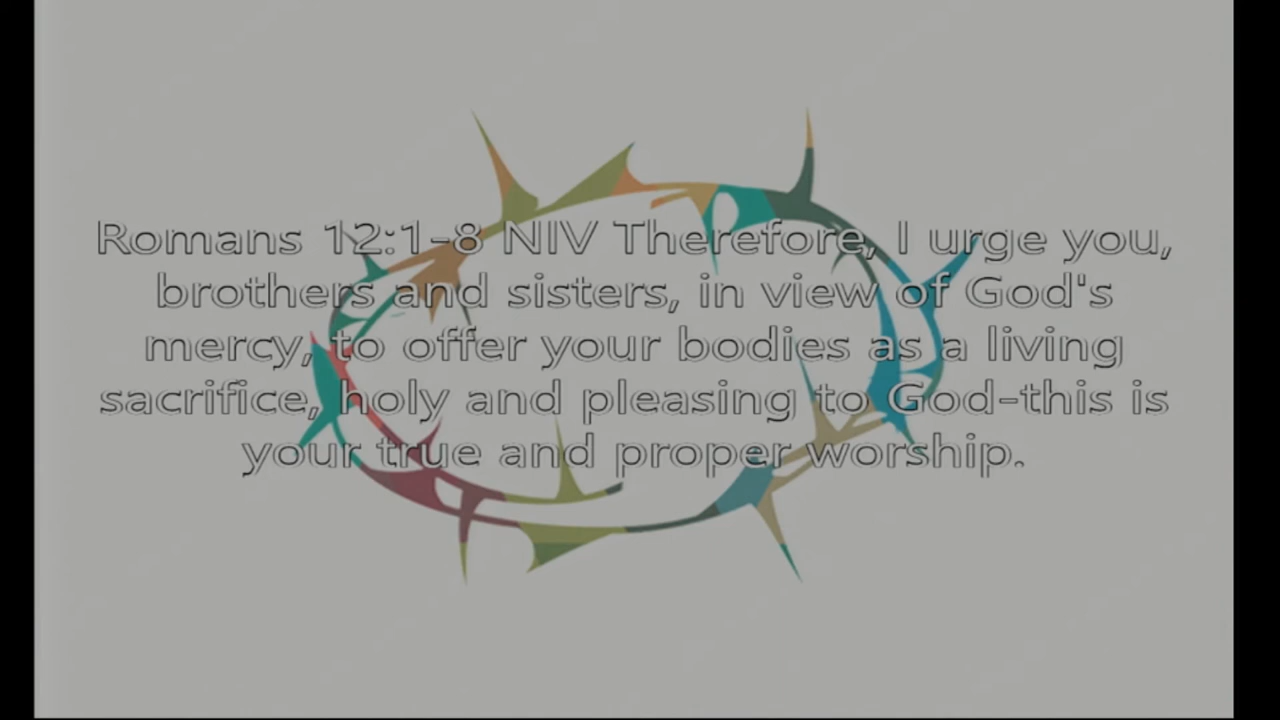 Romans 12:1-8 NIV Therefore, I urge you,
brothers and sisters, in view of God's
mercy, to offer your bodies as a living
sacrifice, holy and pleasing to God-this is
your true and proper worship.